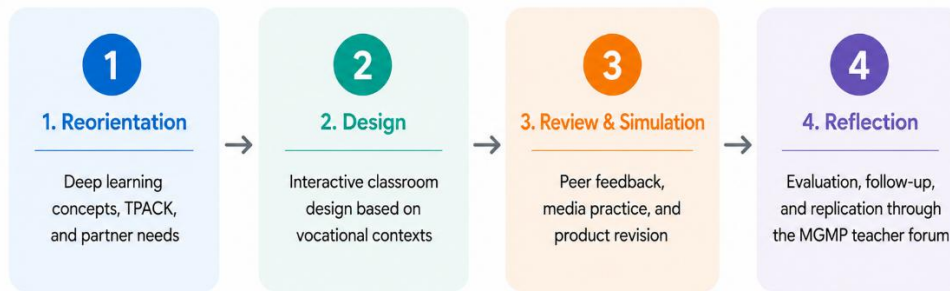 1
1. Reorientation
Deep learning
concepts, TPACK,
and partner needs
2
2. Design
Interactive classroom
design based on
vocational contexts
3
3. Review & Simulation
Peer feedback,
media practice, and
product revision
4
4. Reflection
Evaluation, follow-up,
and replication through
the MGMP teacher forum